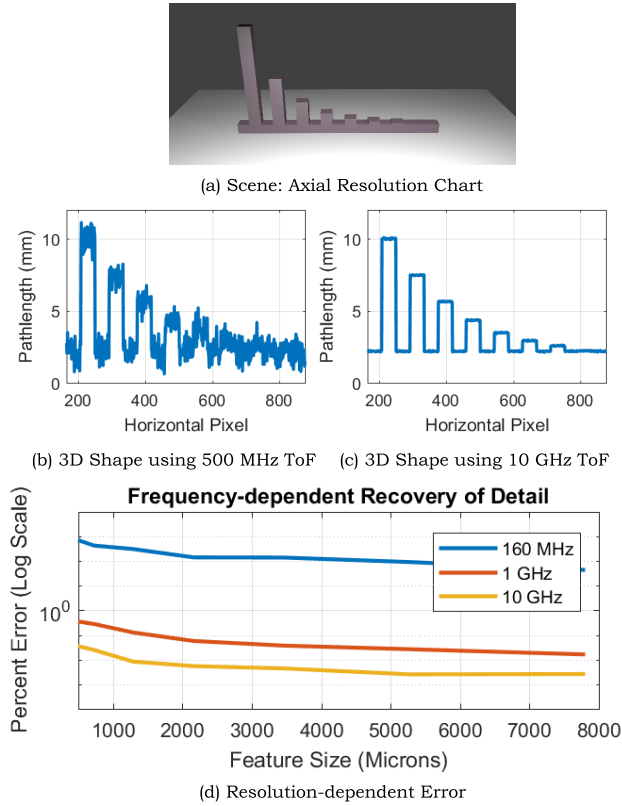 (a) Scene: Axial Resolution Chart
Pathlength (mm)
10
5
0
200
400
600
800
Horizontal Pixel
Pathlength (mm)
10
5
0
200
400
600
800
Horizontal Pixel
(b) 3D Shape using 500 MHz ToF
(c) 3D Shape using 10 GHz ToF
Frequency-dependent Recovery of Detail
Percent Error (Log Scale)
10^0
160 MHz
1 GHz
10 GHz
1000
2000
3000
4000
5000
6000
7000
8000
Feature Size (Microns)
(d) Resolution-dependent Error